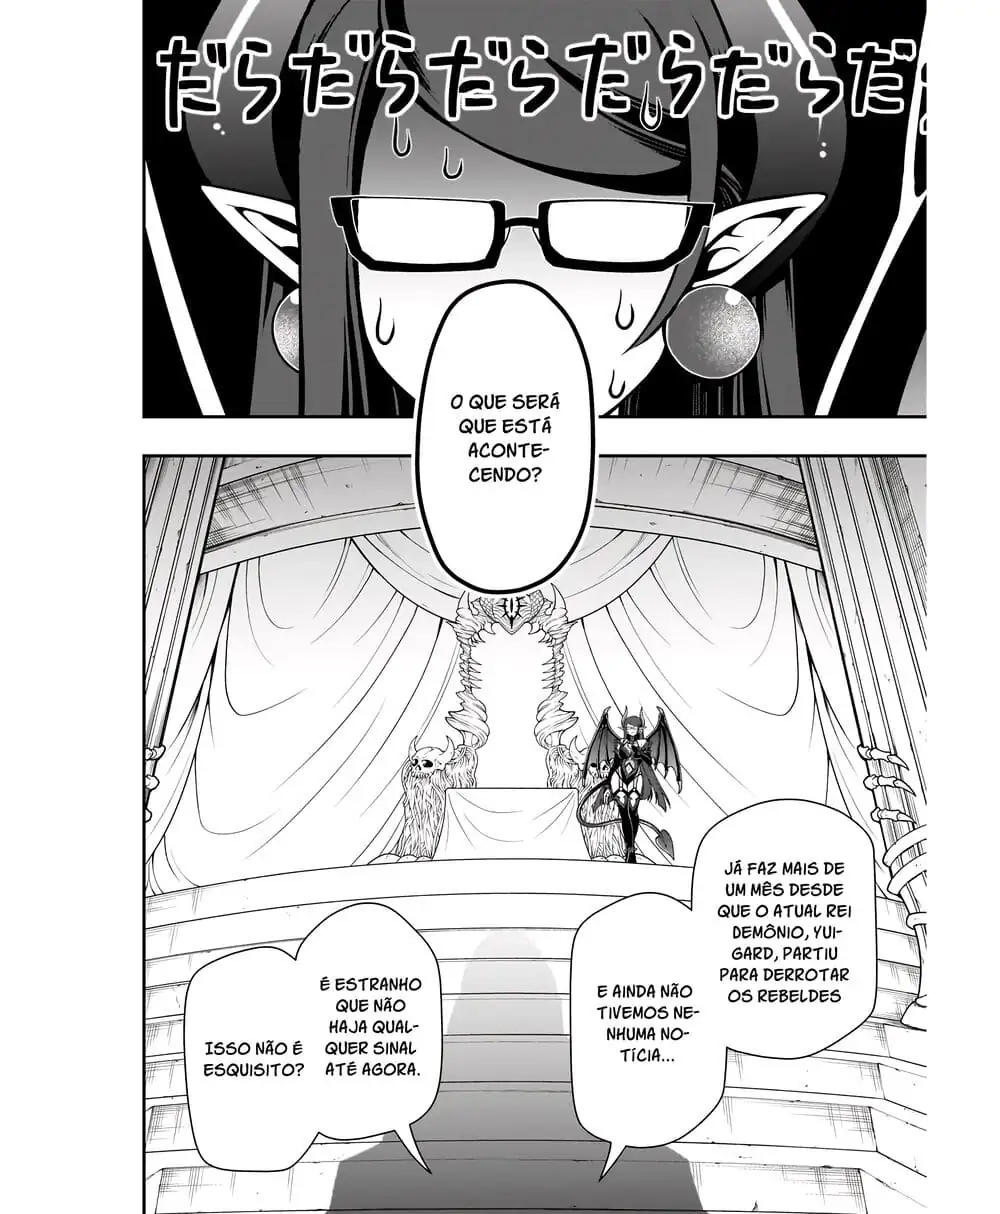 だらだらだらだらだらだ
O QUE SERÁ
QUE ESTÁ
ACONTE-
CENDO?
JÁ FAZ MAIS DE
UM MÊS DESDE
QUE O ATUAL REI
DEMÔNIO, YUI-
GARD, PARTIU
PARA DERROTAR
OS REBELDES
E AINDA NÃO
TIVEMOS NE-
NHUMA NO-
TÍCIA...
É ESTRANHO
QUE NÃO
HAJA QUAL-
QUER SINAL
ATÉ AGORA.
ISSO NÃO É
ESQUISITO?